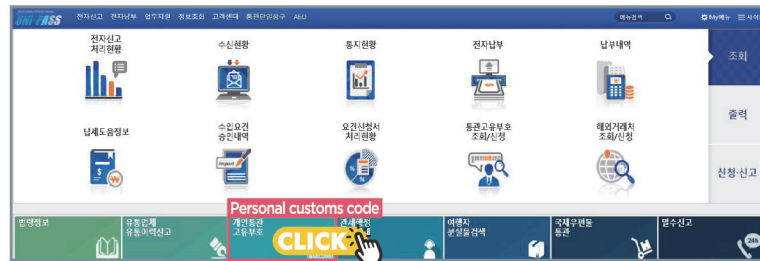 UNI-PASS
전자신고 전자납부 업무지원 정보조회 고객센터 통관단일창구 AEO
메뉴검색
My메뉴
전자신고
처리현황
수신현황
통지현황
전자납부
납부내역
조회
납세도움정보
수입요건
승인내역
요건신청서
처리현황
통관고유부호
조회/신청
해외거래처
조회/신청
출력
신청·신고
Import
Personal customs code
법령정보
유통업체
유통이력신고
개인통관
고유부호
CLICK
관세행정
여행자
분실물검색
국제우편물
통관
밀수신고
24h